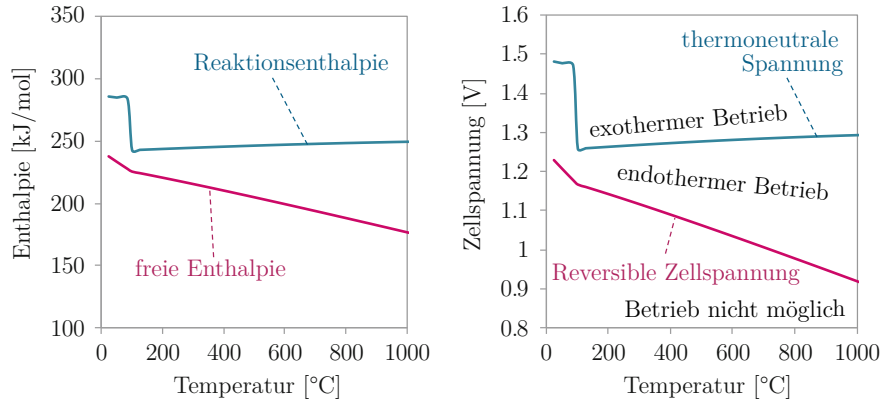 350
300
250
200
150
100
0
200
400
600
800
1000
Enthalpie [kJ/mol]
Temperatur [°C]
Reaktionsenthalpie
freie Enthalpie
1.6
1.5
1.4
1.3
1.2
1.1
1
0.9
0.8
0
200
400
600
800
1000
Zellspannung [V]
Temperatur [°C]
thermoneutrale
Spannung
exothermer Betrieb
endothermer Betrieb
Reversible Zellspannung
Betrieb nicht möglich